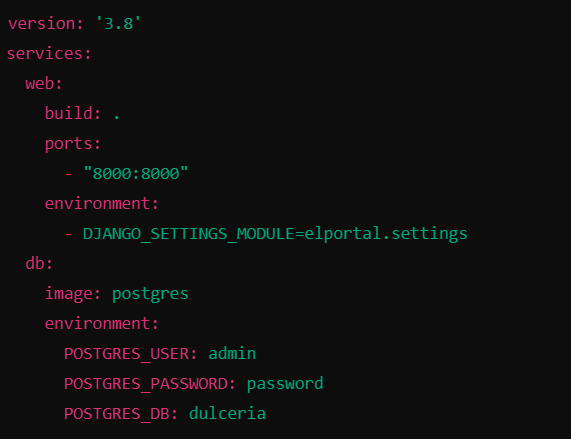 version: '3.8'
services:
  web:
    build: .
    ports:
      - "8000:8000"
    environment:
      - DJANGO_SETTINGS_MODULE=elportal.settings
  db:
    image: postgres
    environment:
      POSTGRES_USER: admin
      POSTGRES_PASSWORD: password
      POSTGRES_DB: dulceria